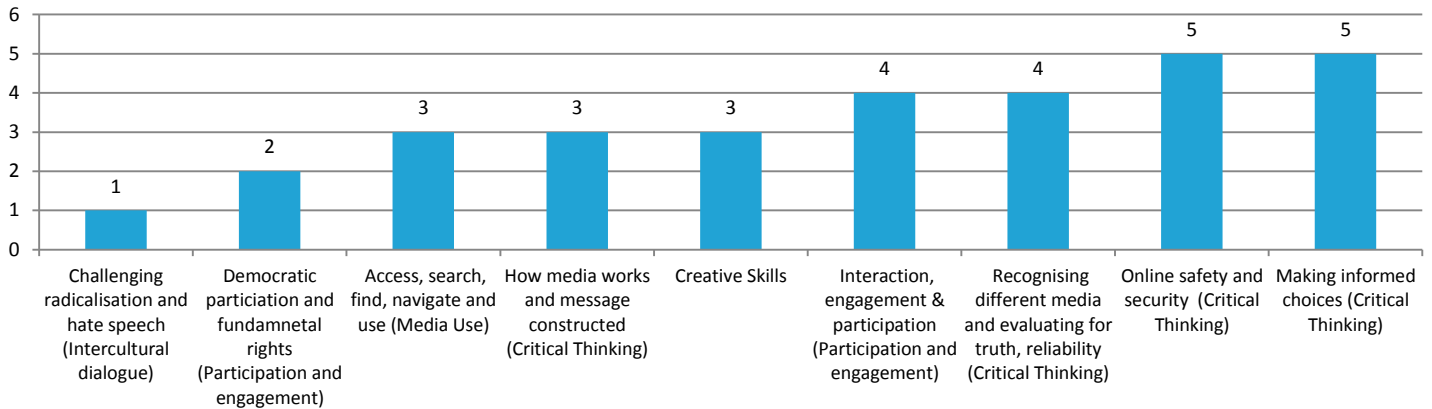 6
5
4
3
2
1
0
1
2
3
3
3
4
4
5
5
Challenging
radicalisation and
hate speech
(Intercultural
dialogue)
Democratic
particiation and
fundamnetal
rights
(Participation and
engagement)
Access, search,
find, navigate and
use (Media Use)
How media works
and message
constructed
(Critical Thinking)
Creative Skills
Interaction,
engagement &
participation
(Participation and
engagement)
Recognising
different media
and evaluating for
truth, reliability
(Critical Thinking)
Online safety and
security (Critical
Thinking)
Making informed
choices (Critical
Thinking)